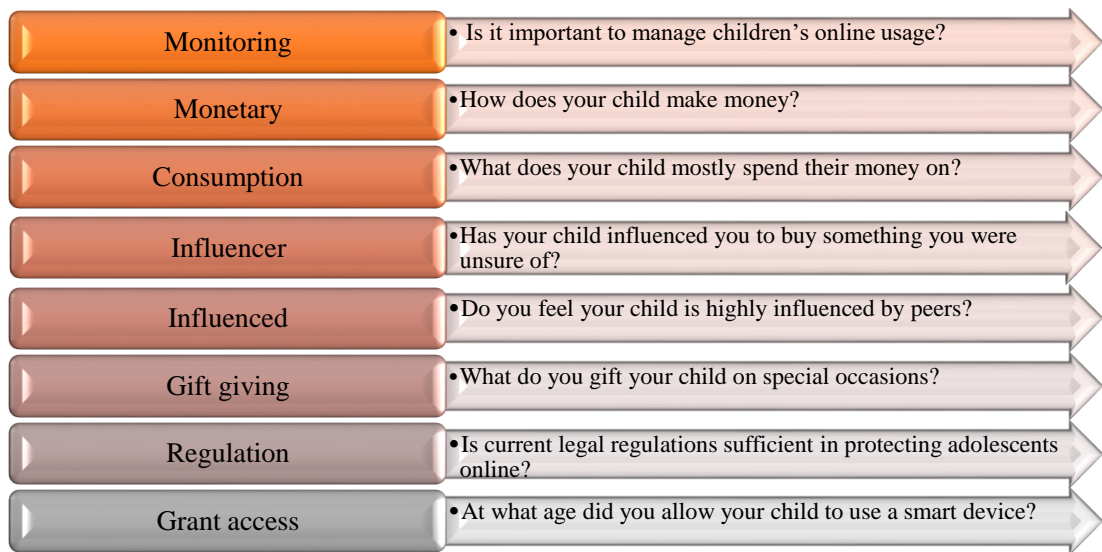 Monitoring
• Is it important to manage children’s online usage?
Monetary
•How does your child make money?
Consumption
•What does your child mostly spend their money on?
Influencer
•Has your child influenced you to buy something you were
unsure of?
Influenced
•Do you feel your child is highly influenced by peers?
Gift giving
•What do you gift your child on special occasions?
Regulation
•Is current legal regulations sufficient in protecting adolescents
online?
Grant access
•At what age did you allow your child to use a smart device?